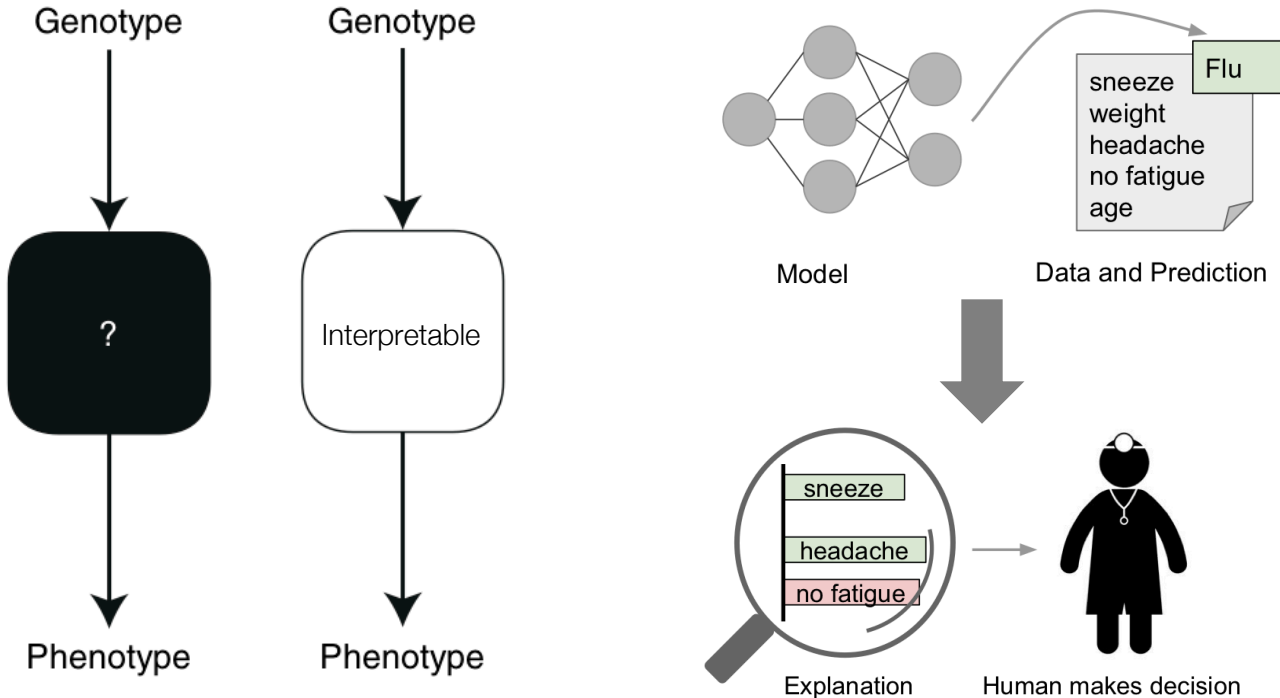 Genotype
?
Phenotype
Genotype
Interpretable
Phenotype
Model
sneeze
weight
headache
no fatigue
age
Flu
Data and Prediction
sneeze
headache
no fatigue
Explanation
Human makes decision